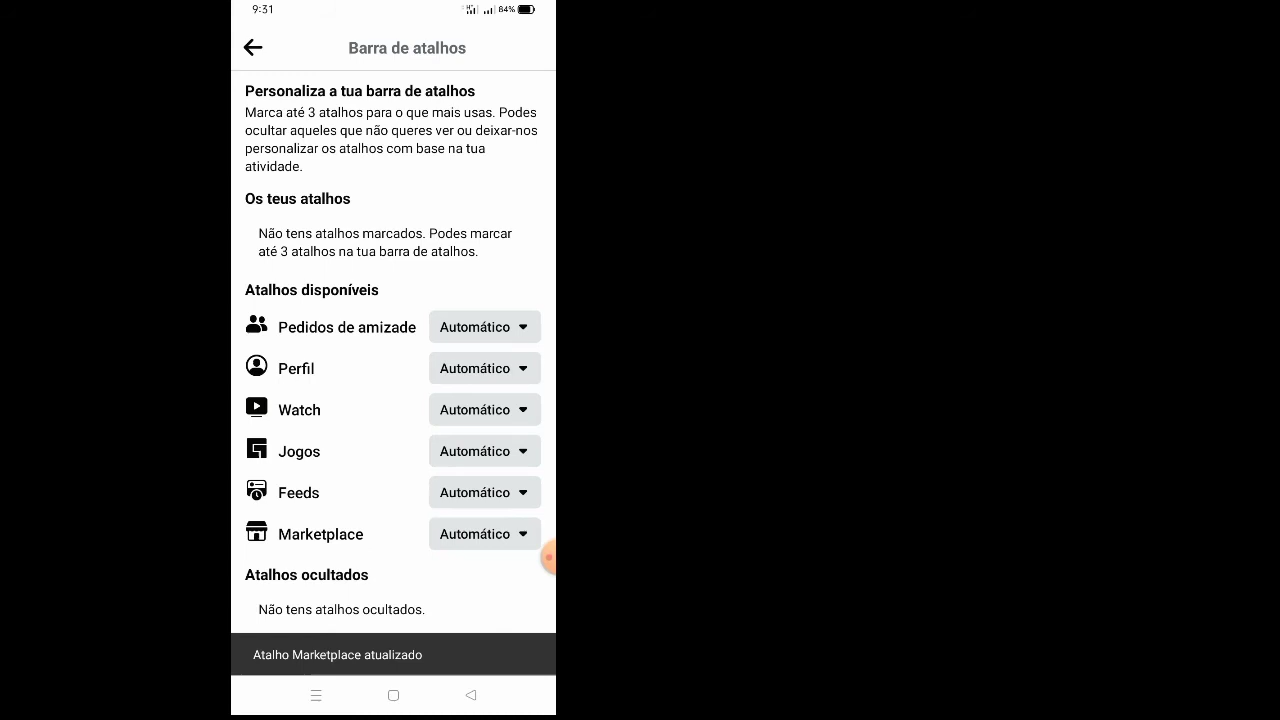 9:31
84%
Barra de atalhos
Personaliza a tua barra de atalhos
Marca até 3 atalhos para o que mais usas. Podes
ocultar aqueles que não queres ver ou deixar-nos
personalizar os atalhos com base na tua
atividade.
Os teus atalhos
Não tens atalhos marcados. Podes marcar
até 3 atalhos na tua barra de atalhos.
Atalhos disponíveis
Pedidos de amizade Automático
Perfil Automático
Watch Automático
Jogos Automático
Feeds Automático
Marketplace Automático
Atalhos ocultados
Não tens atalhos ocultados.
Atalho Marketplace atualizado